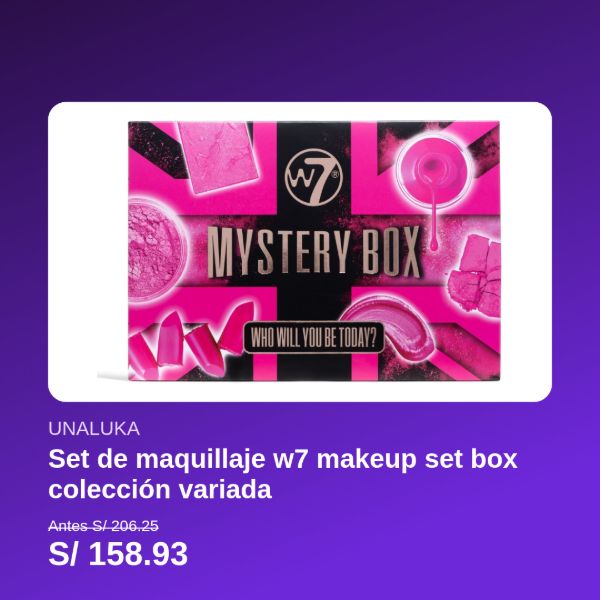 W7®
MYSTERY BOX
WHO WILL YOU BE TODAY?
UNALUKA
Set de maquillaje w7 makeup set box
colección variada
Antes S/ 206.25
S/ 158.93